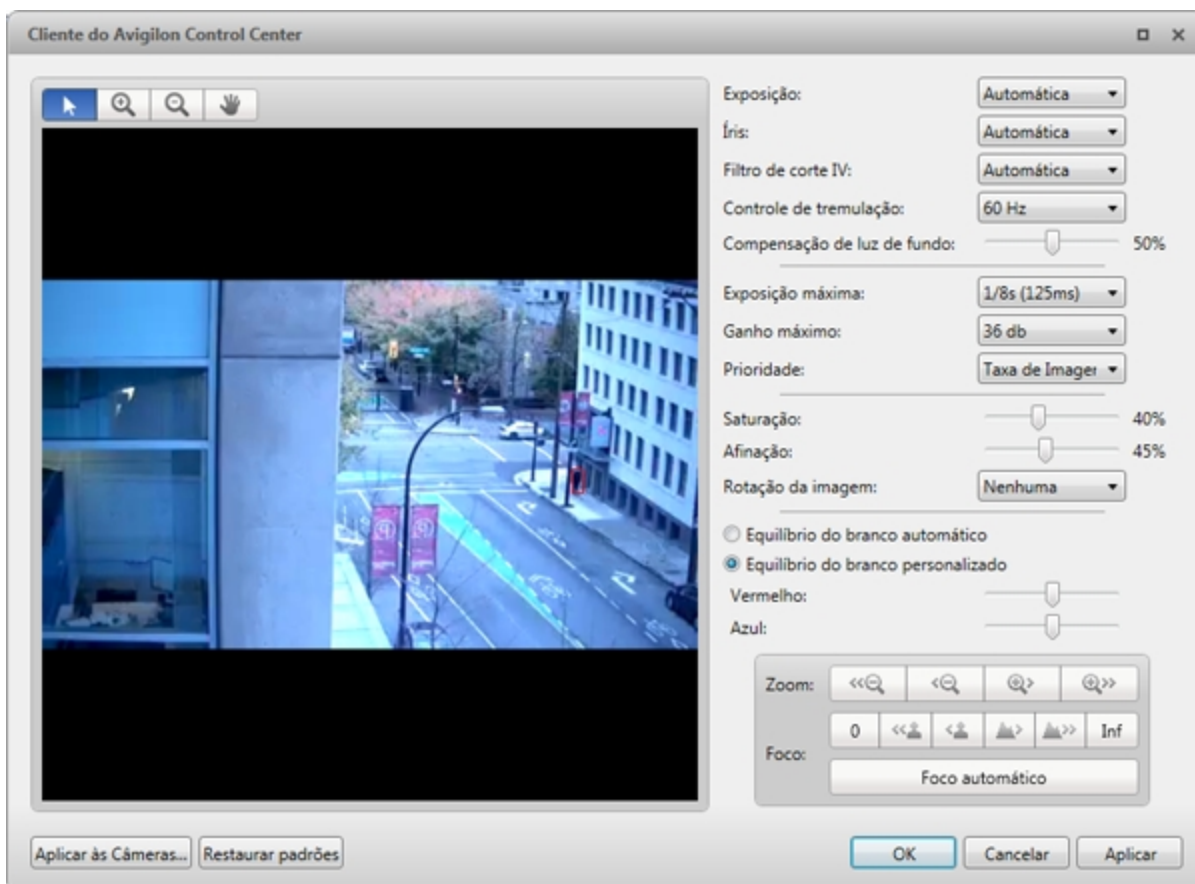 Cliente do Avigilon Control Center
Exposição: Automática
Íris: Automática
Filtro de corte IV: Automática
Controle de tremulação: 60 Hz
Compensação de luz de fundo: 50%
Exposição máxima: 1/8s (125ms)
Ganho máximo: 36 db
Prioridade: Taxa de Imager
Saturação: 40%
Afinação: 45%
Rotação da imagem: Nenhuma
Equilíbrio do branco automático
Equilíbrio do branco personalizado
Vermelho:
Azul:
Zoom: << < > >>
Foco: 0 << < > >> Inf
Foco automático
Aplicar às Câmeras... Restaurar padrões OK Cancelar Aplicar